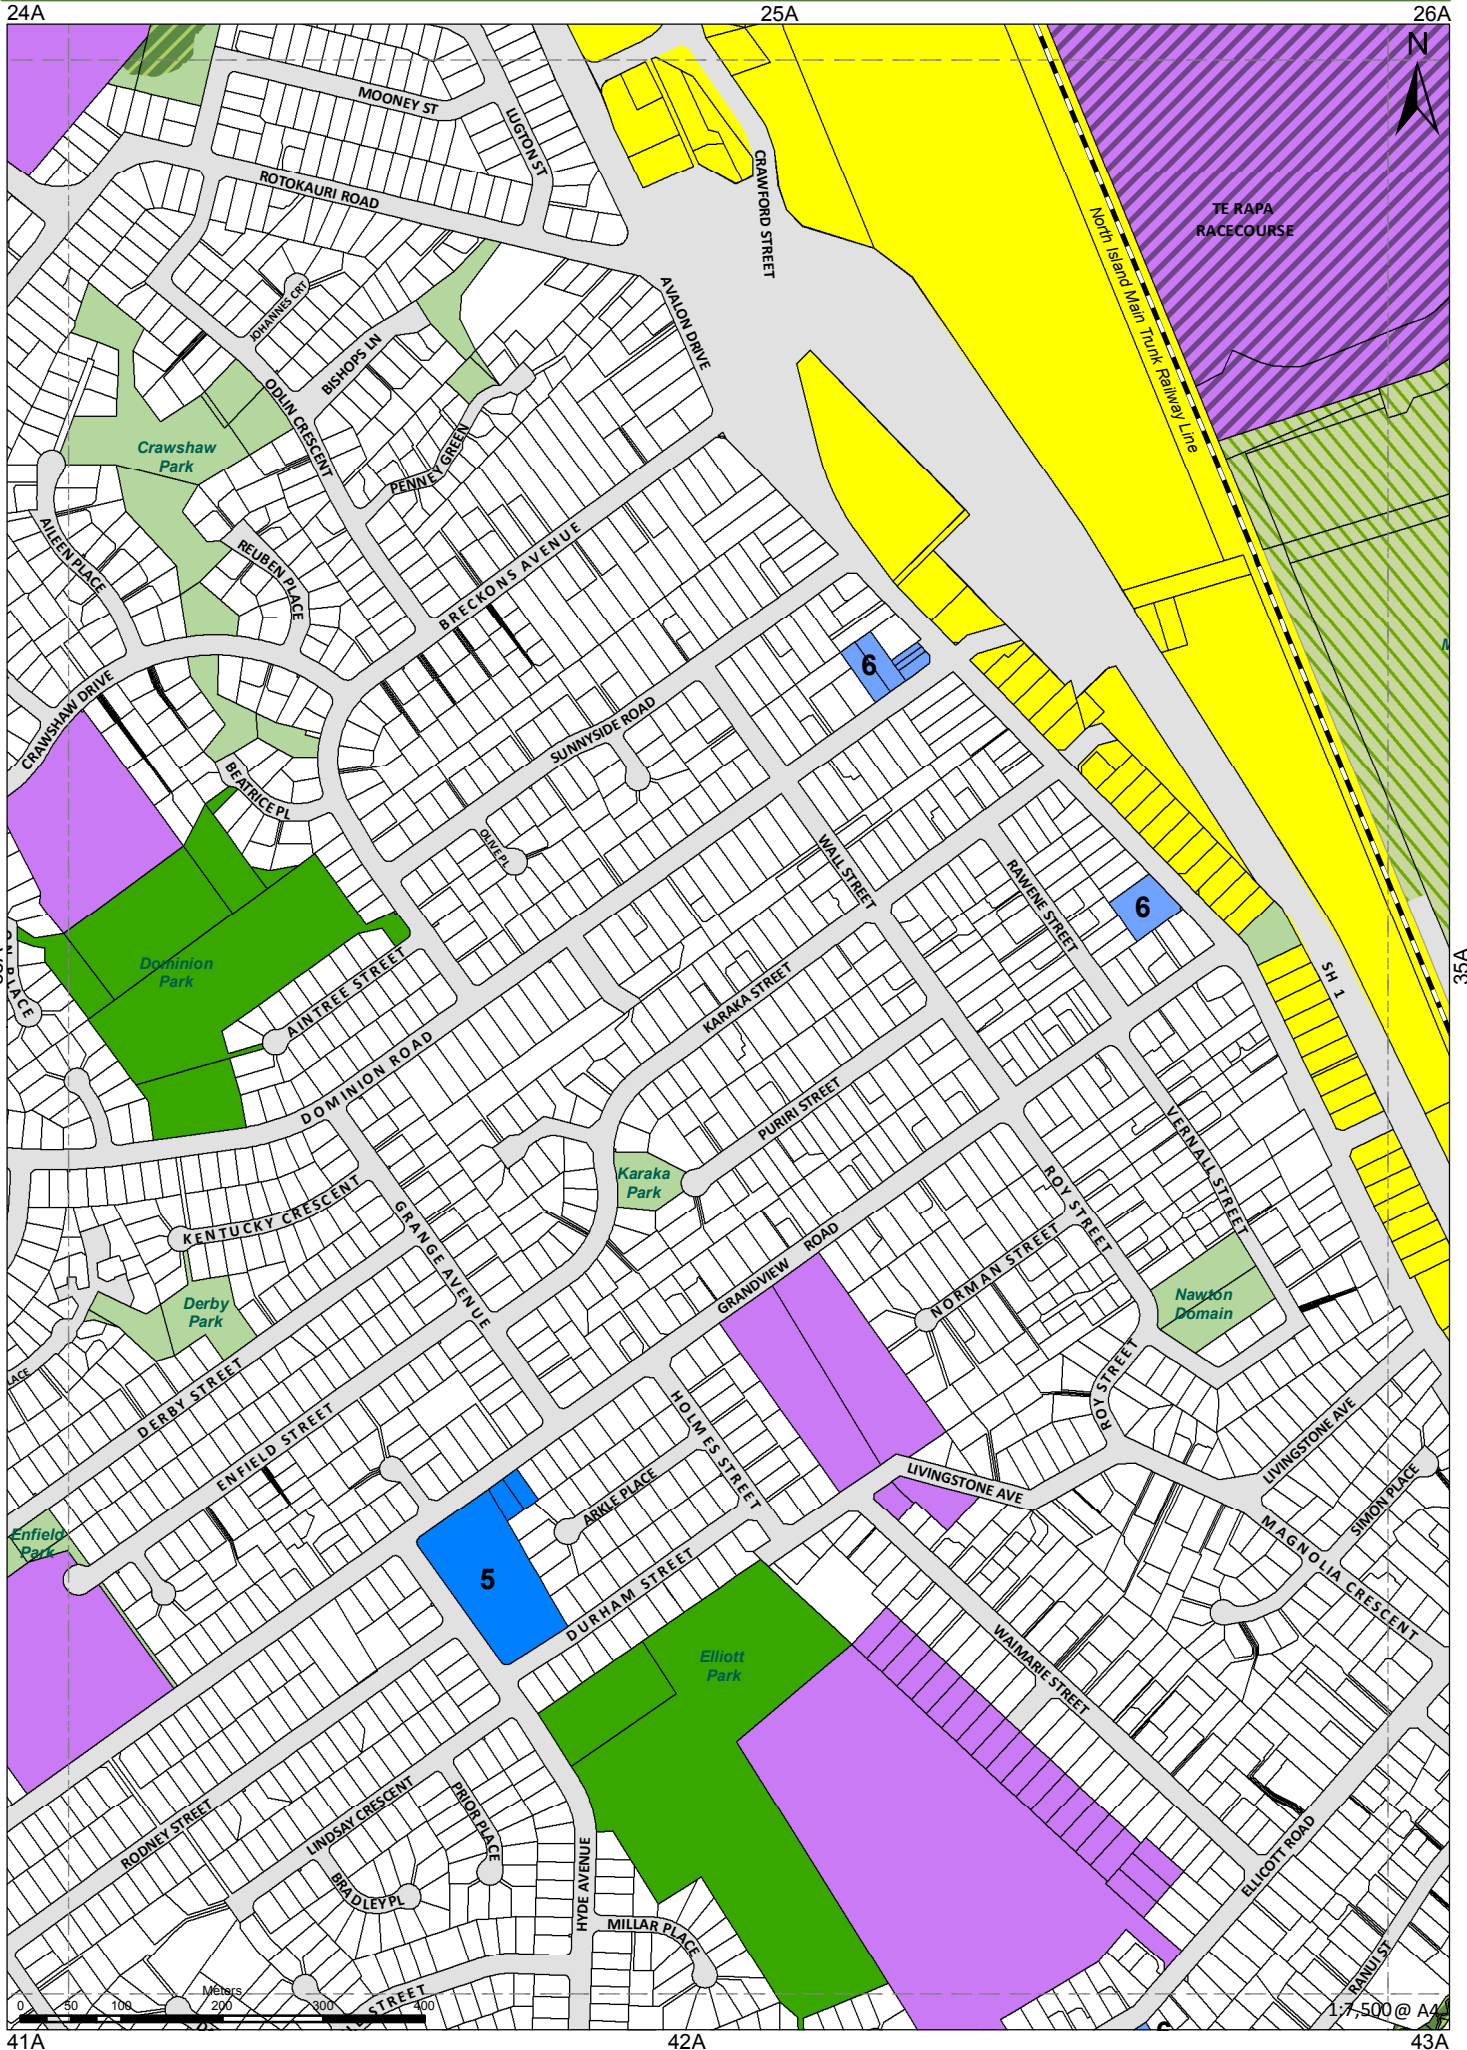 24A
25A
26A
N
MOONEY ST
LUGTON ST
ROTOKAURI ROAD
CRAWFORD STREET
TE RAPA
RACECOURSE
North Island Main Trunk Railway Line
JOHANNES CRT
AVALON DRIVE
BISHOPS LN
ODLIN CRESCENT
Crawshaw
Park
PENNEY GREEN
AILEEN PLACE
REUBEN PLACE
BRECKONS AVENUE
6
CRAWSHAW DRIVE
SUNNYSIDE ROAD
BEATRICE PL
OLIVE PL
WALL STREET
RAWENE STREET
6
Dominion
Park
AINTREE STREET
SH 1
35A
KARAKA STREET
DOMINION ROAD
PURIRI STREET
VERNALL STREET
Karaka
Park
ROY STREET
KENTUCKY CRESCENT
GRANGE AVENUE
GRANDVIEW ROAD
NORMAN STREET
Nawton
Domain
Derby
Park
DERBY STREET
ROY STREET
HOLMES STREET
ENFIELD STREET
LIVINGSTONE AVE
LIVINGSTONE AVE
ARKLE PLACE
SIMON PLACE
Enfield
Park
MAGNOLIA CRESCENT
5
DURHAM STREET
Elliott
Park
WAIMARIE STREET
RODNEY STREET
LINDSAY CRESCENT
PRIOR PLACE
BRADLEY PL
HYDE AVENUE
MILLAR PLACE
ELLICOTT ROAD
RANUI ST
STREET
Meters
0 50 100 200 300 400
1:7,500 @ A4
41A
42A
43A